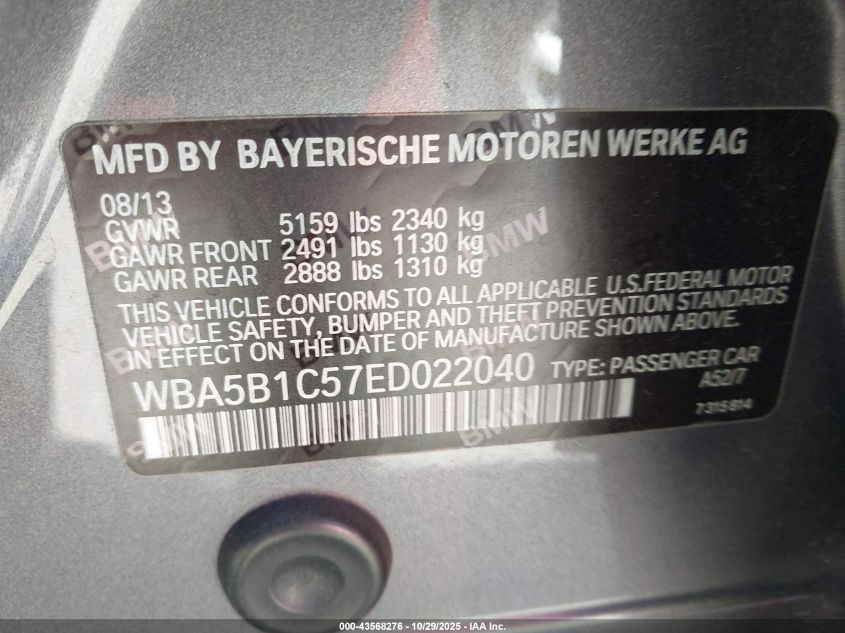 MFD BY BAYERISCHE MOTOREN WERKE AG
08/13
GVWR 5159 lbs 2340 kg
GAWR FRONT 2491 lbs 1130 kg
GAWR REAR 2888 lbs 1310 kg
THIS VEHICLE CONFORMS TO ALL APPLICABLE U.S.FEDERAL MOTOR
VEHICLE SAFETY, BUMPER AND THEFT PREVENTION STANDARDS
IN EFFECT ON THE DATE OF MANUFACTURE SHOWN ABOVE.
WBA5B1C57ED022040 TYPE: PASSENGER CAR
A52/7
7315814
000-43568276 - 10/29/2025 - IAA Inc.